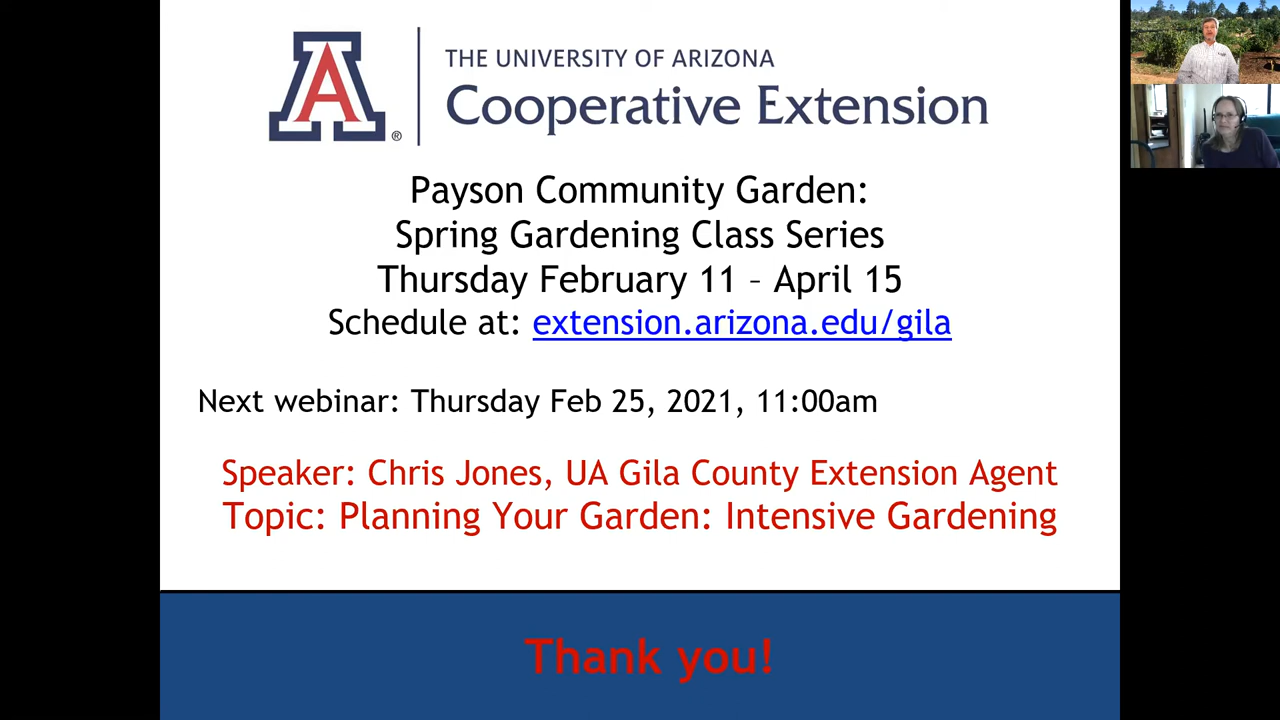 A®
THE UNIVERSITY OF ARIZONA
Cooperative Extension
Payson Community Garden:
Spring Gardening Class Series
Thursday February 11 – April 15
Schedule at: extension.arizona.edu/gila
Next webinar: Thursday Feb 25, 2021, 11:00am
Speaker: Chris Jones, UA Gila County Extension Agent
Topic: Planning Your Garden: Intensive Gardening
Thank you!